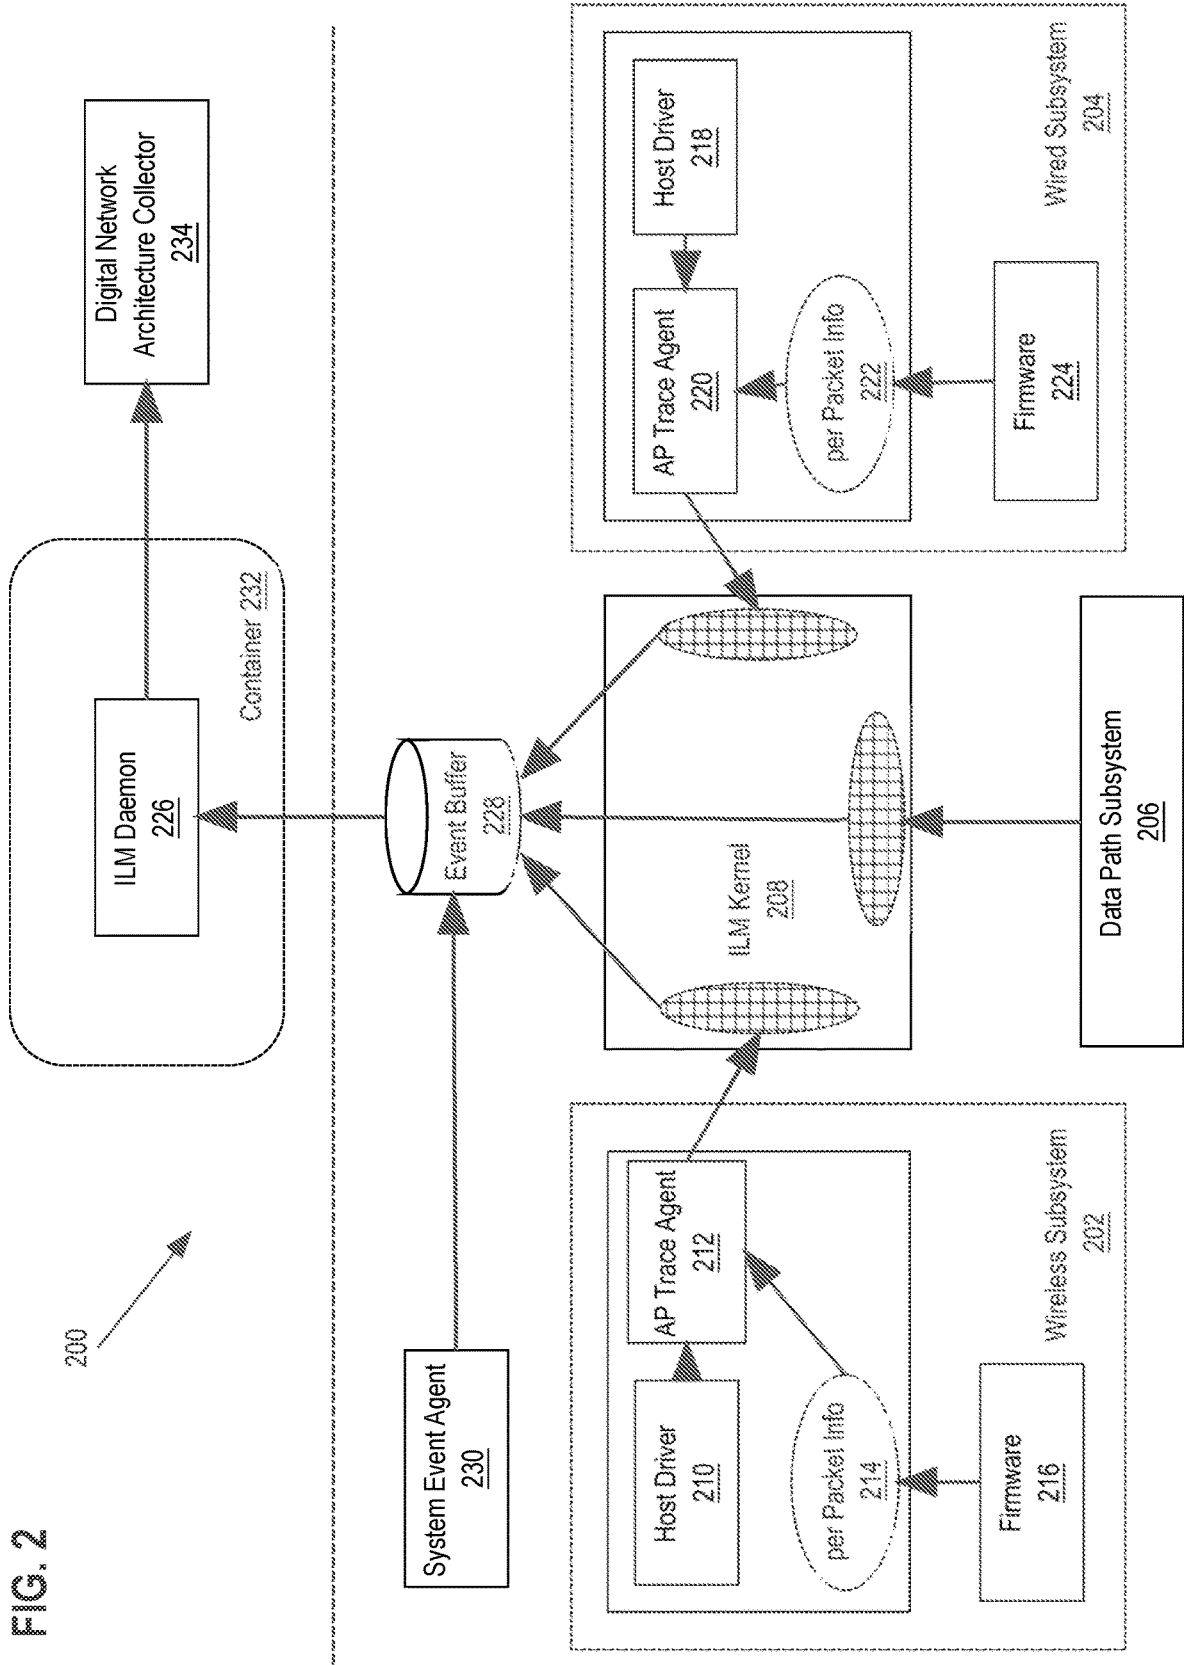 FIG. 2
200
Digital Network
Architecture Collector
234
ILM Daemon
226
Container 232
System Event Agent
230
Event Buffer
228
ILM Kernel
208
Host Driver
210
AP Trace Agent
212
per Packet Info
214
Firmware
216
Wireless Subsystem
202
Data Path Subsystem
206
AP Trace Agent
220
Host Driver
218
per Packet Info
222
Firmware
224
Wired Subsystem
204